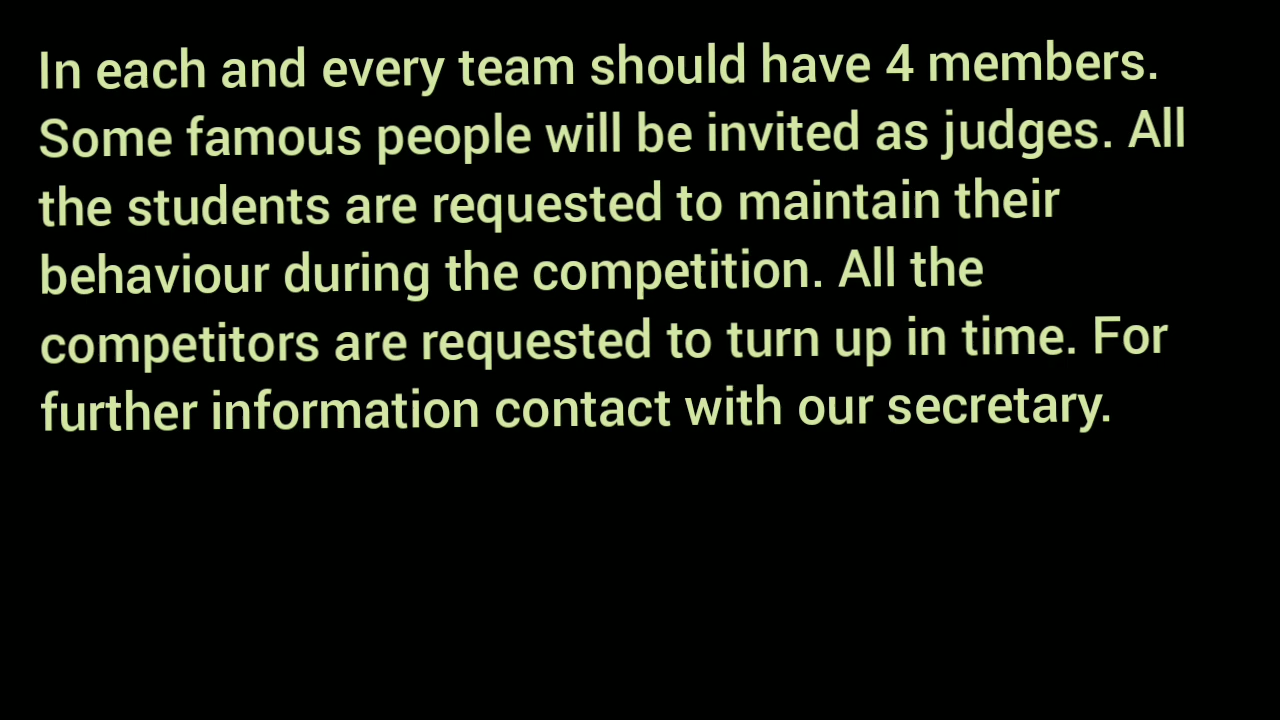 In each and every team should have 4 members.
Some famous people will be invited as judges. All
the students are requested to maintain their
behaviour during the competition. All the
competitors are requested to turn up in time. For
further information contact with our secretary.